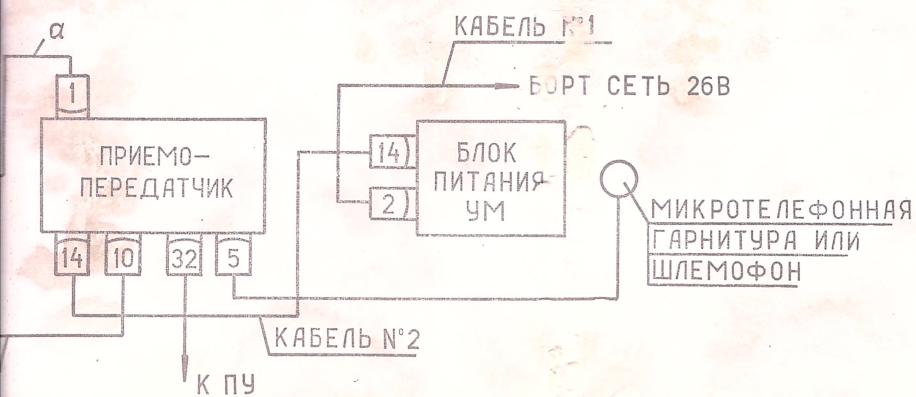 а
КАБЕЛЬ №1
БОРТ СЕТЬ 26В
1
ПРИЕМО-
ПЕРЕДАТЧИК
14
10
32
5
14
2
БЛОК
ПИТАНИЯ
УМ
МИКРОТЕЛЕФОННАЯ
ГАРНИТУРА ИЛИ
ШЛЕМОФОН
КАБЕЛЬ №2
К ПУ